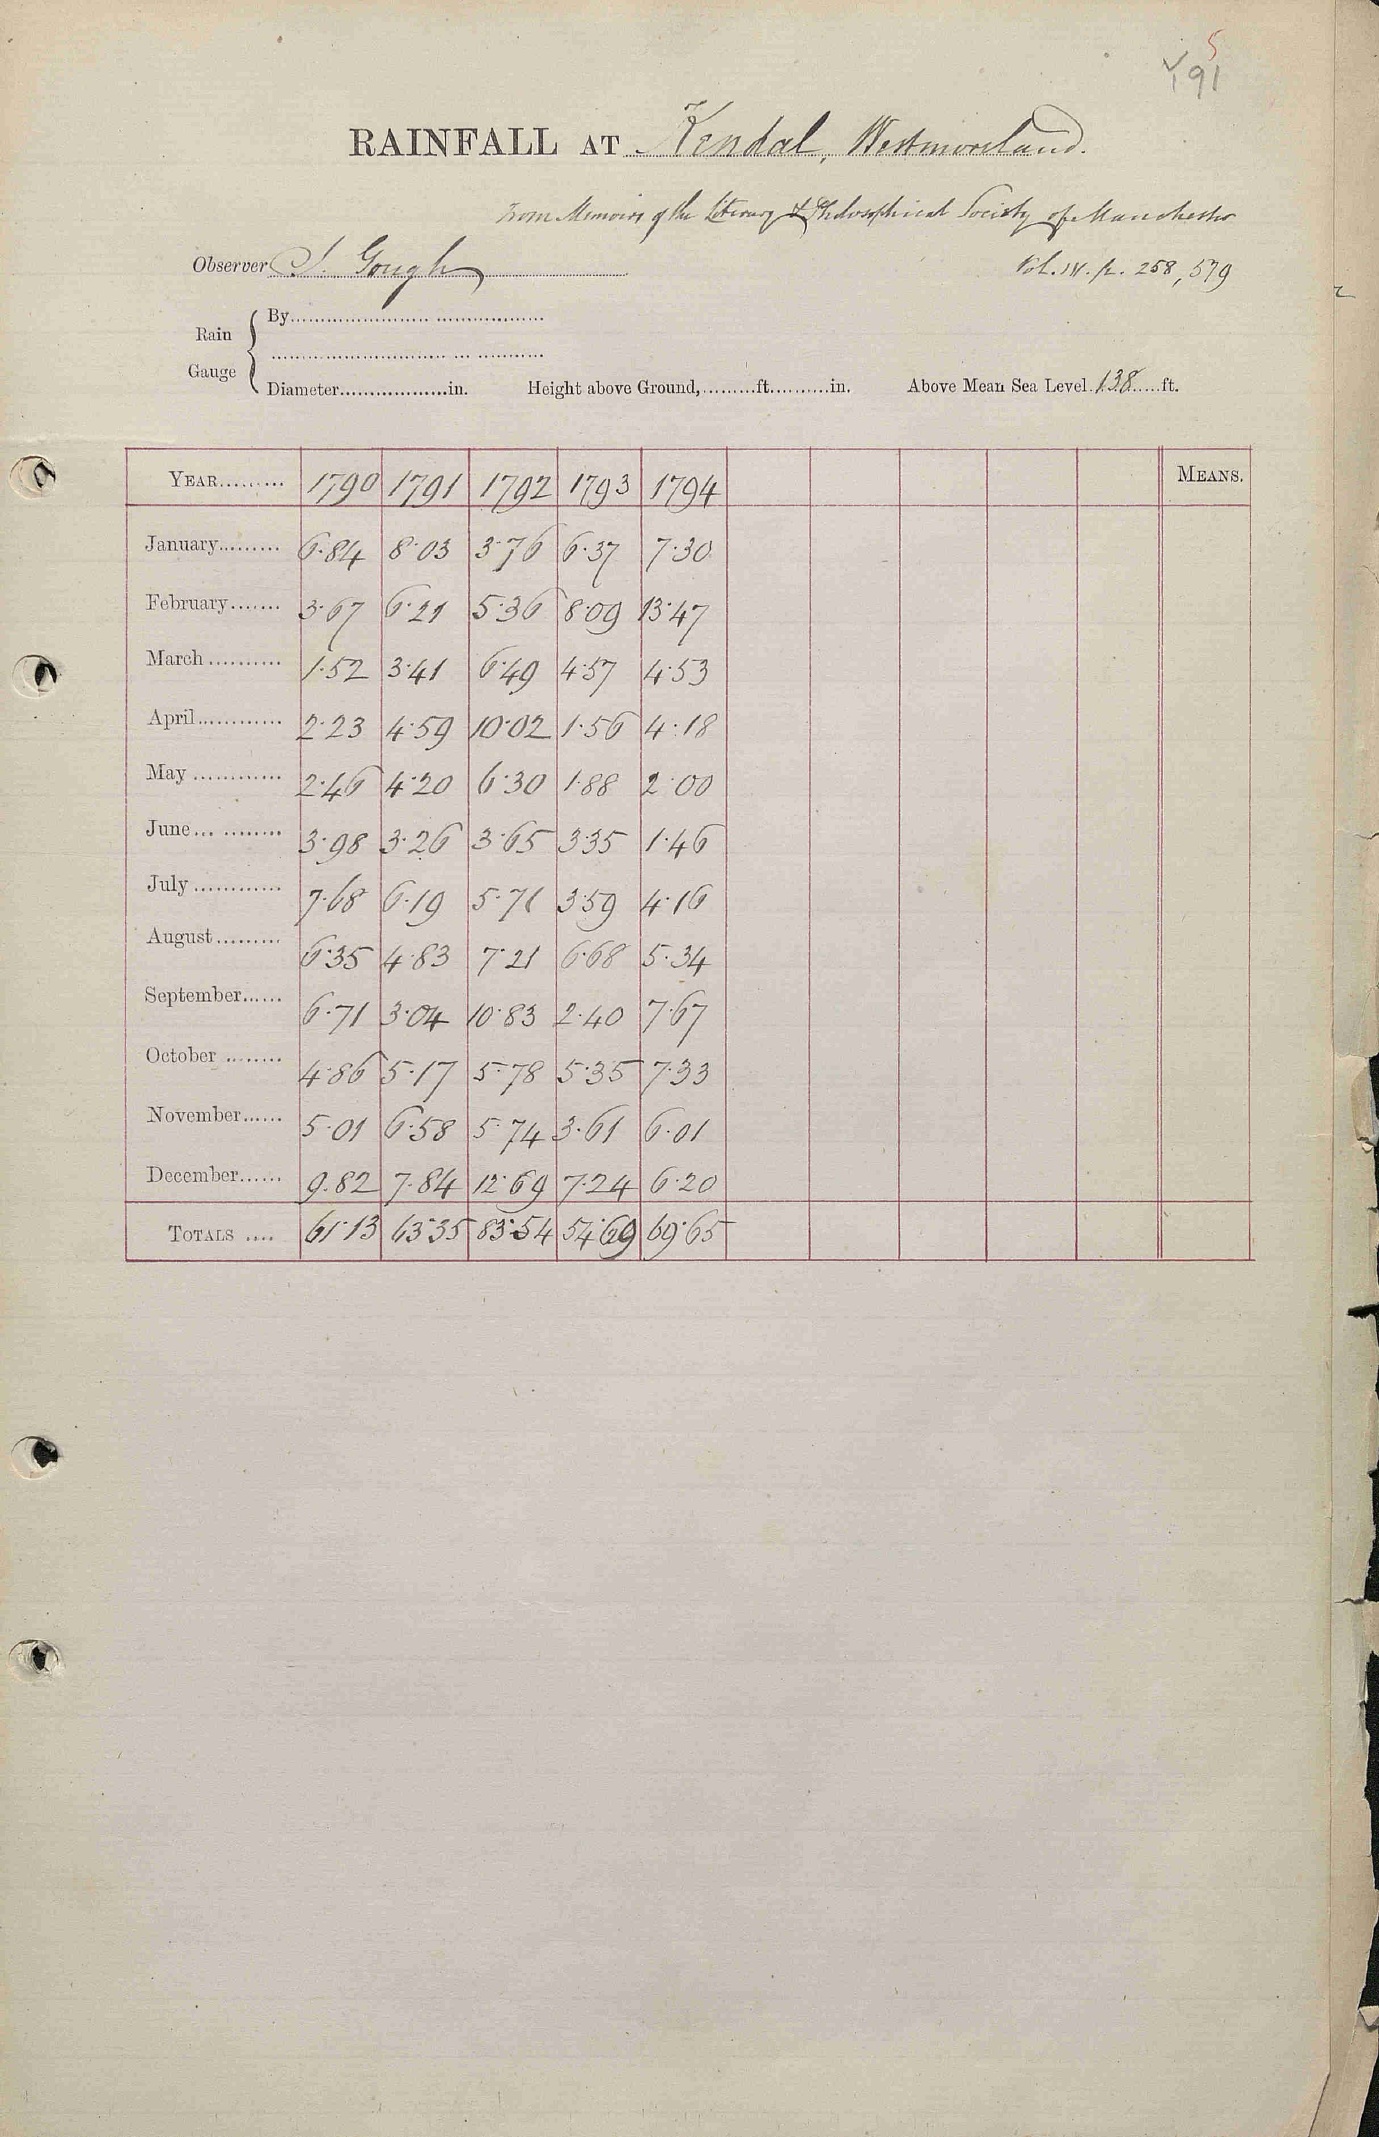 5
191
RAINFALL AT Kendal, Westmoreland.
From Memoirs of the Literary & Philosophical Society of Manchester
Observer J. Gough
Vol. IV. p. 258, 579
Rain Gauge
By
Diameter in. Height above Ground, ft. in. Above Mean Sea Level 138 ft.
YEAR 1790 1791 1792 1793 1794 MEANS.
January 6.84 8.03 3.76 6.37 7.30
February 3.67 6.21 5.36 8.09 13.47
March 1.52 3.41 6.49 4.57 4.53
April 2.23 4.59 10.02 1.56 4.18
May 2.46 4.20 6.30 1.88 2.00
June 3.98 3.26 3.65 3.35 1.46
July 7.68 6.19 5.71 3.59 4.16
August 6.35 4.83 7.21 6.68 5.34
September 6.71 3.04 10.83 2.40 7.67
October 4.86 5.17 5.78 5.35 7.33
November 5.01 6.58 5.74 3.61 6.01
December 9.82 7.84 12.69 7.24 6.20
TOTALS 61.13 63.35 83.54 54.69 69.65